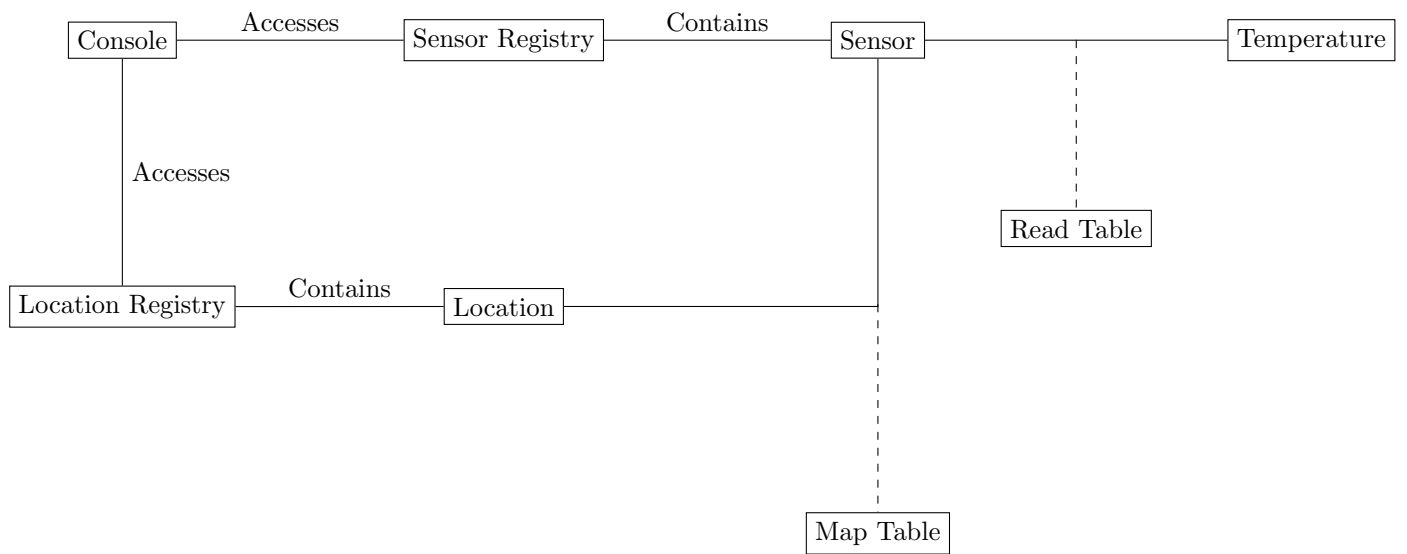 Console
Accesses
Sensor Registry
Contains
Sensor
Temperature
Accesses
Read Table
Location Registry
Contains
Location
Map Table